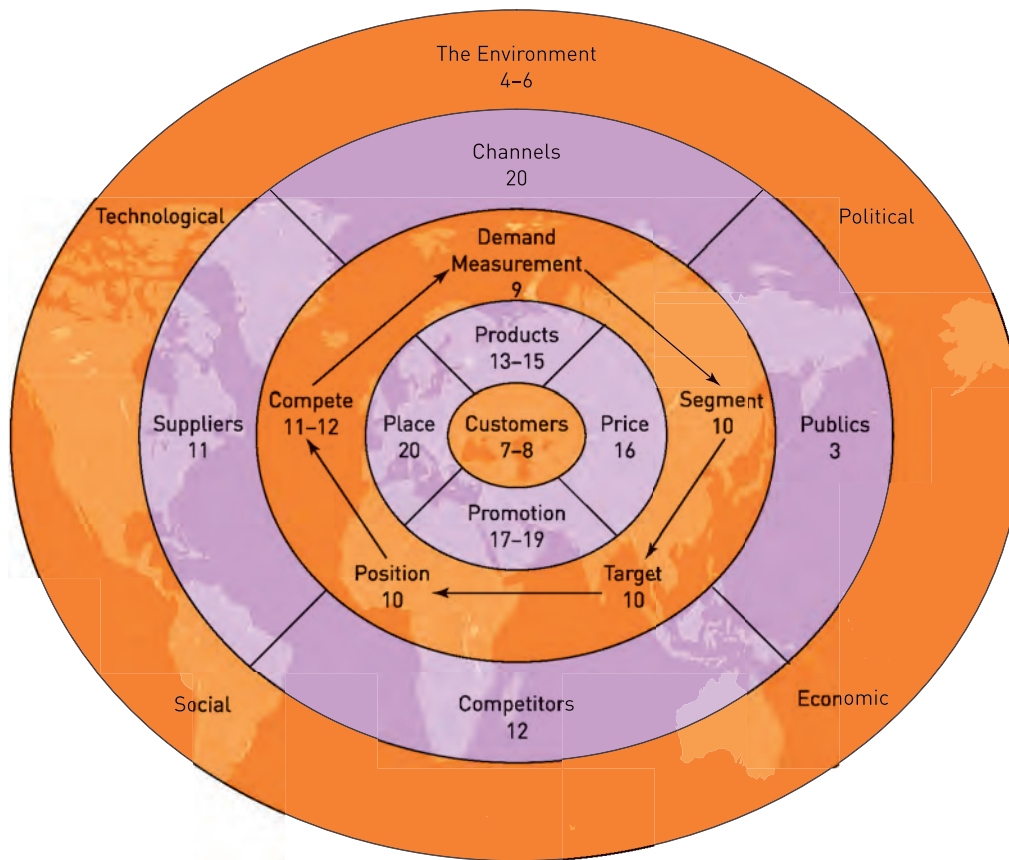 The Environment
4–6
Channels
20
Technological
Political
Demand
Measurement
9
Products
13–15
Compete
11–12
Segment
10
Suppliers
11
Place
20
Customers
7–8
Price
16
Publics
3
Promotion
17–19
Position
10
Target
10
Social
Competitors
12
Economic